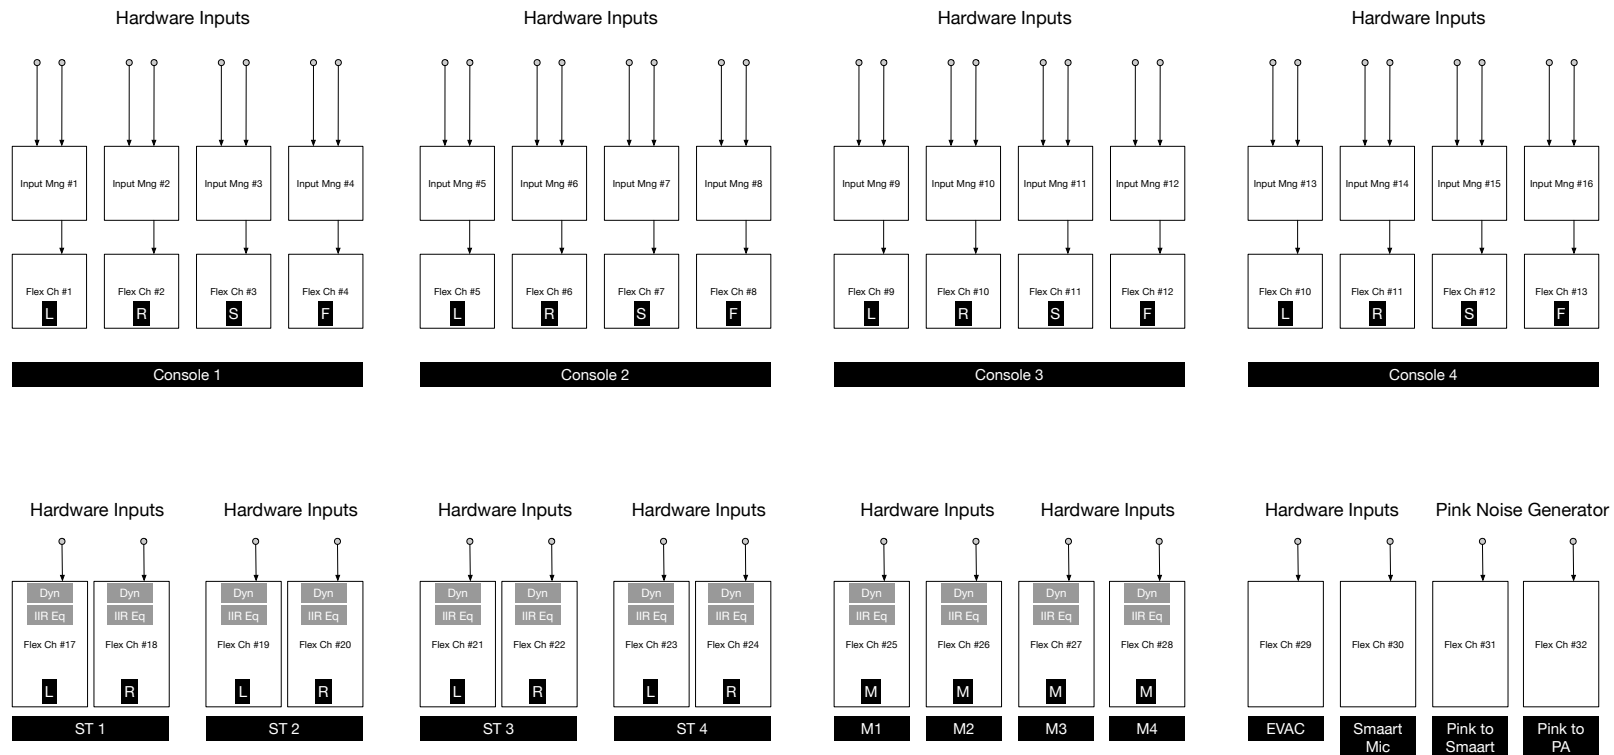 Hardware Inputs
Hardware Inputs
Hardware Inputs
Hardware Inputs
Input Mng #1
Input Mng #2
Input Mng #3
Input Mng #4
Input Mng #5
Input Mng #6
Input Mng #7
Input Mng #8
Input Mng #9
Input Mng #10
Input Mng #11
Input Mng #12
Input Mng #13
Input Mng #14
Input Mng #15
Input Mng #16
Flex Ch #1
Flex Ch #2
Flex Ch #3
Flex Ch #4
Flex Ch #5
Flex Ch #6
Flex Ch #7
Flex Ch #8
Flex Ch #9
Flex Ch #10
Flex Ch #11
Flex Ch #12
Flex Ch #10
Flex Ch #11
Flex Ch #12
Flex Ch #13
L
R
S
F
L
R
S
F
L
R
S
F
L
R
S
F
Console 1
Console 2
Console 3
Console 4
Hardware Inputs
Hardware Inputs
Hardware Inputs
Hardware Inputs
Hardware Inputs
Hardware Inputs
Hardware Inputs
Pink Noise Generator
Dyn
Dyn
Dyn
Dyn
Dyn
Dyn
Dyn
Dyn
Dyn
Dyn
Dyn
Dyn
IIR Eq
IIR Eq
IIR Eq
IIR Eq
IIR Eq
IIR Eq
IIR Eq
IIR Eq
IIR Eq
IIR Eq
IIR Eq
IIR Eq
Flex Ch #17
Flex Ch #18
Flex Ch #19
Flex Ch #20
Flex Ch #21
Flex Ch #22
Flex Ch #23
Flex Ch #24
Flex Ch #25
Flex Ch #26
Flex Ch #27
Flex Ch #28
Flex Ch #29
Flex Ch #30
Flex Ch #31
Flex Ch #32
L
R
L
R
L
R
L
R
M
M
M
M
ST 1
ST 2
ST 3
ST 4
M1
M2
M3
M4
EVAC
Smaart
Mic
Pink to
Smaart
Pink to
PA